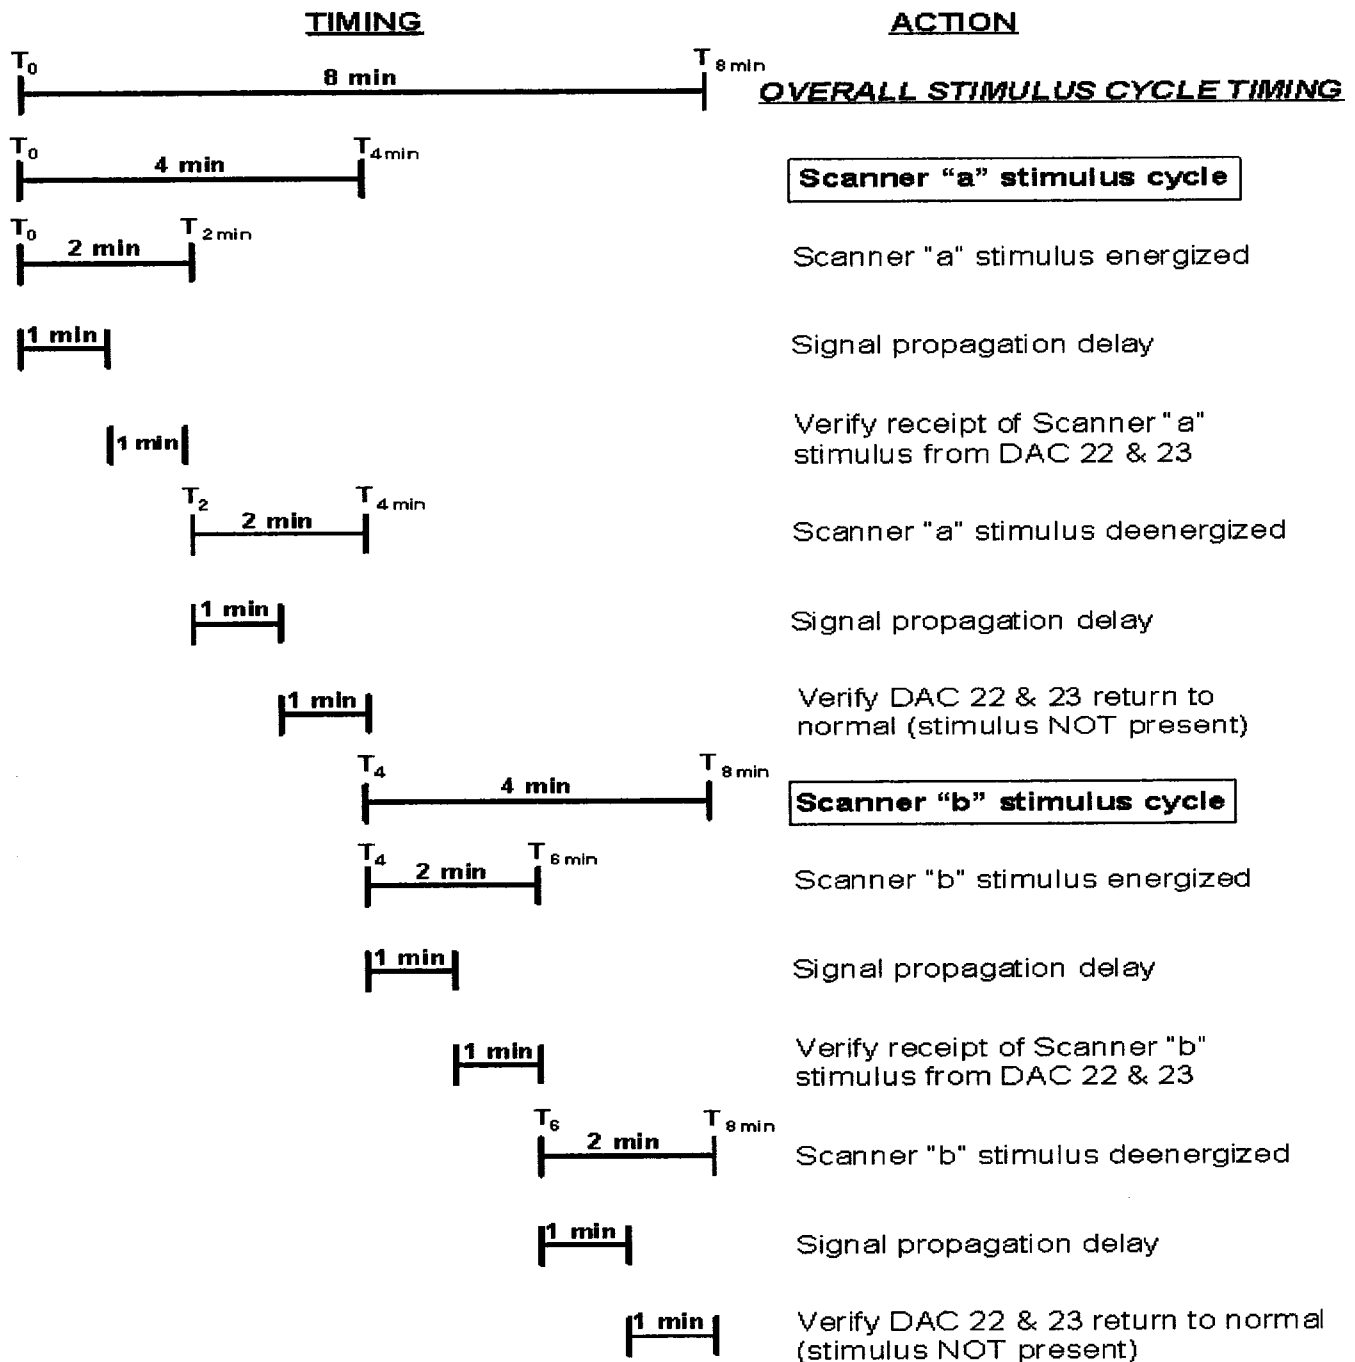 TIMING ACTION
T0 8 min T8 min OVERALL STIMULUS CYCLE TIMING
T0 4 min T4 min Scanner “a” stimulus cycle
T0 2 min T2 min Scanner "a" stimulus energized
1 min Signal propagation delay
1 min Verify receipt of Scanner "a"
stimulus from DAC 22 & 23
T2 2 min T4 min Scanner "a" stimulus deenergized
1 min Signal propagation delay
1 min Verify DAC 22 & 23 return to
normal (stimulus NOT present)
T4 4 min T8 min Scanner “b” stimulus cycle
T4 2 min T6 min Scanner "b" stimulus energized
1 min Signal propagation delay
1 min Verify receipt of Scanner "b"
stimulus from DAC 22 & 23
T6 2 min T8 min Scanner "b" stimulus deenergized
1 min Signal propagation delay
1 min Verify DAC 22 & 23 return to normal
(stimulus NOT present)